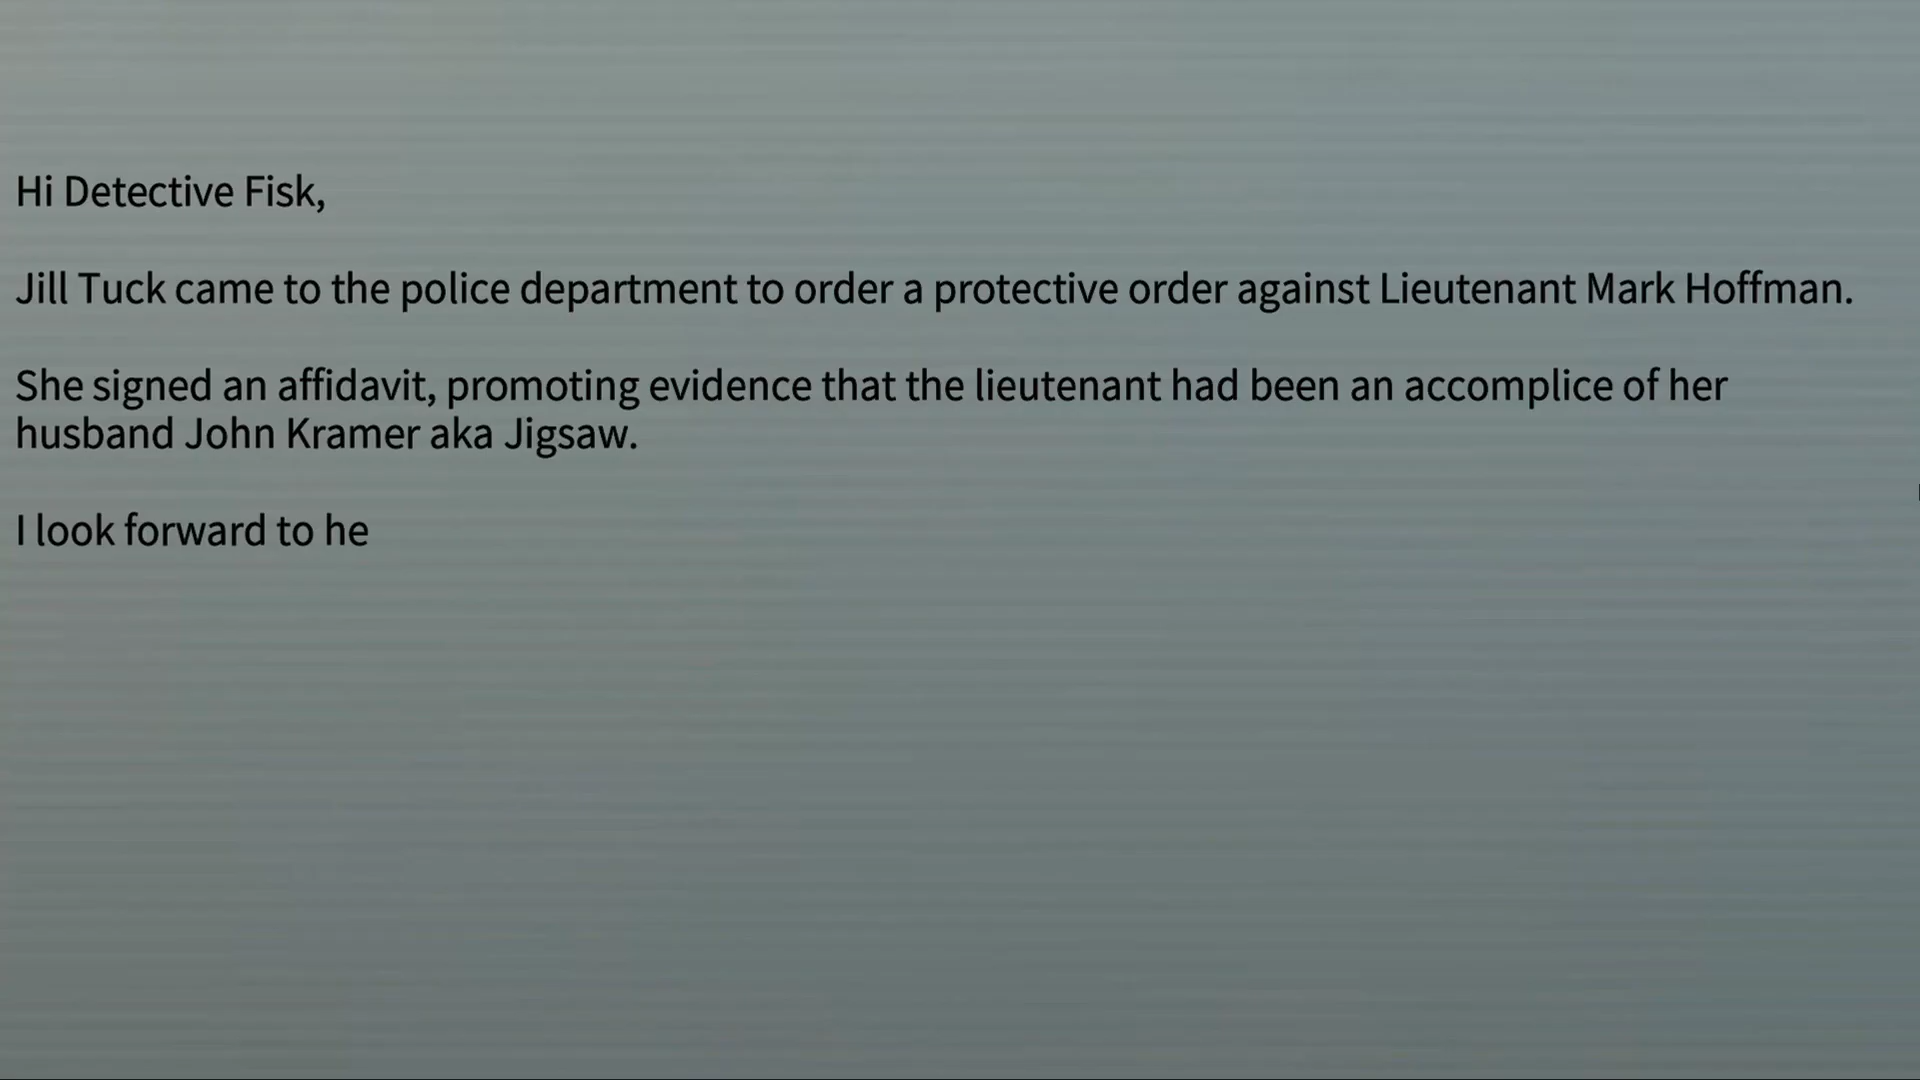 Hi Detective Fisk,
Jill Tuck came to the police department to order a protective order against Lieutenant Mark Hoffman.
She signed an affidavit, promoting evidence that the lieutenant had been an accomplice of her
husband John Kramer aka Jigsaw.
I look forward to he